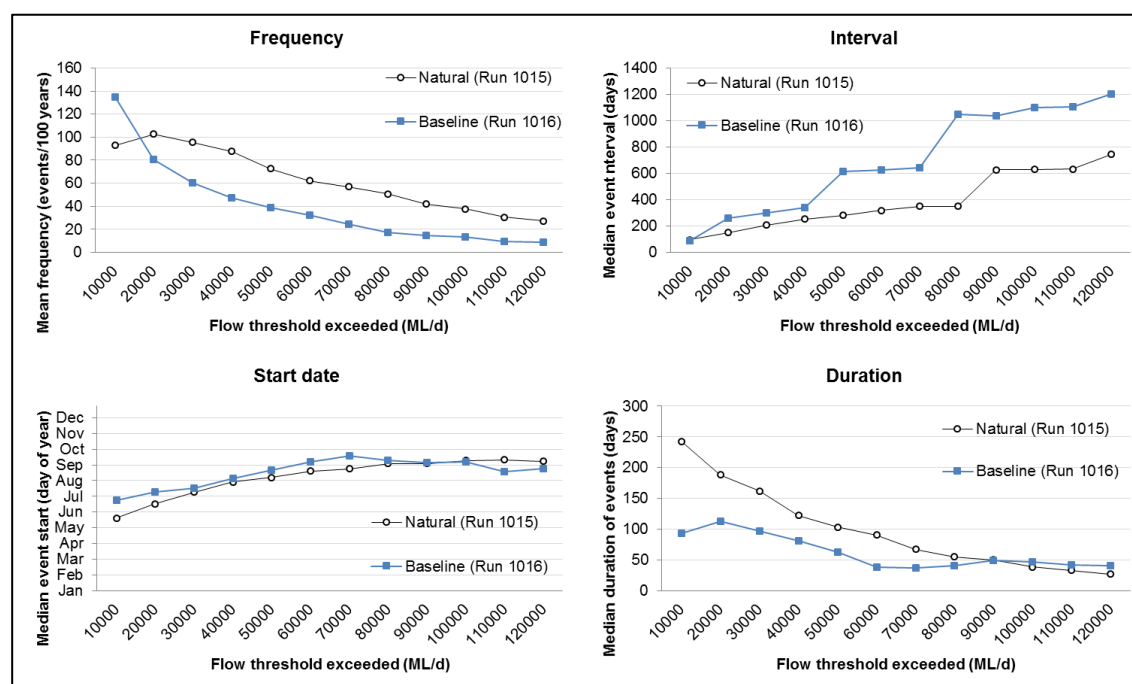 Frequency
Mean frequency (events/100 years)
160
140
120
100
80
60
40
20
0
Natural (Run 1015)
Baseline (Run 1016)
10000
20000
30000
40000
50000
60000
70000
80000
90000
100000
110000
120000
Flow threshold exceeded (ML/d)
Interval
Median event nterval (days)
1400
1200
1000
800
600
400
200
0
Natural (Run 1015)
Baseline (Run 1016)
10000
20000
30000
40000
50000
60000
70000
80000
90000
100000
110000
120000
Flow threshold exceeded (ML/d)
Start date
Median event start (day of year)
Dec
Nov
Oct
Sep
Aug
Jul
Jun
May
Apr
Mar
Feb
Jan
Natural (Run 1015)
Baseline (Run 1016)
10000
20000
30000
40000
50000
60000
70000
80000
90000
100000
110000
120000
Flow threshold exceeded (ML/d)
Duration
Median duration of events (days)
300
250
200
150
100
50
0
Natural (Run 1015)
Baseline (Run 1016)
10000
20000
30000
40000
50000
60000
70000
80000
90000
100000
110000
120000
Flow threshold exceeded (ML/d)